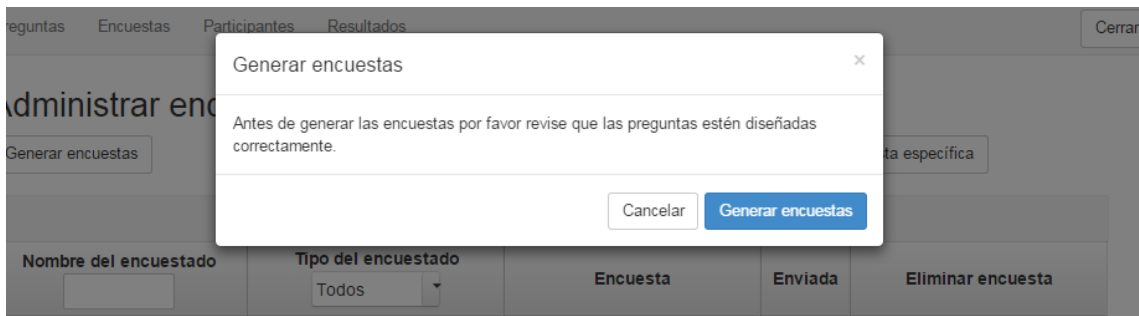 reguntas Encuestas Participantes Resultados Cerrar
Generar encuestas ×
Administrar enc
Antes de generar las encuestas por favor revise que las preguntas estén diseñadas
correctamente.
Generar encuestas ta específica
Cancelar Generar encuestas
Nombre del encuestado Tipo del encuestado Encuesta Enviada Eliminar encuesta
Todos